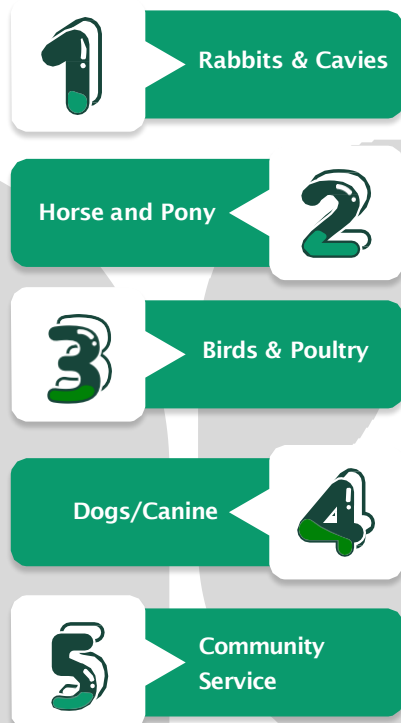 1
Rabbits & Cavies
Horse and Pony
2
3
Birds & Poultry
Dogs/Canine
4
5
Community
Service